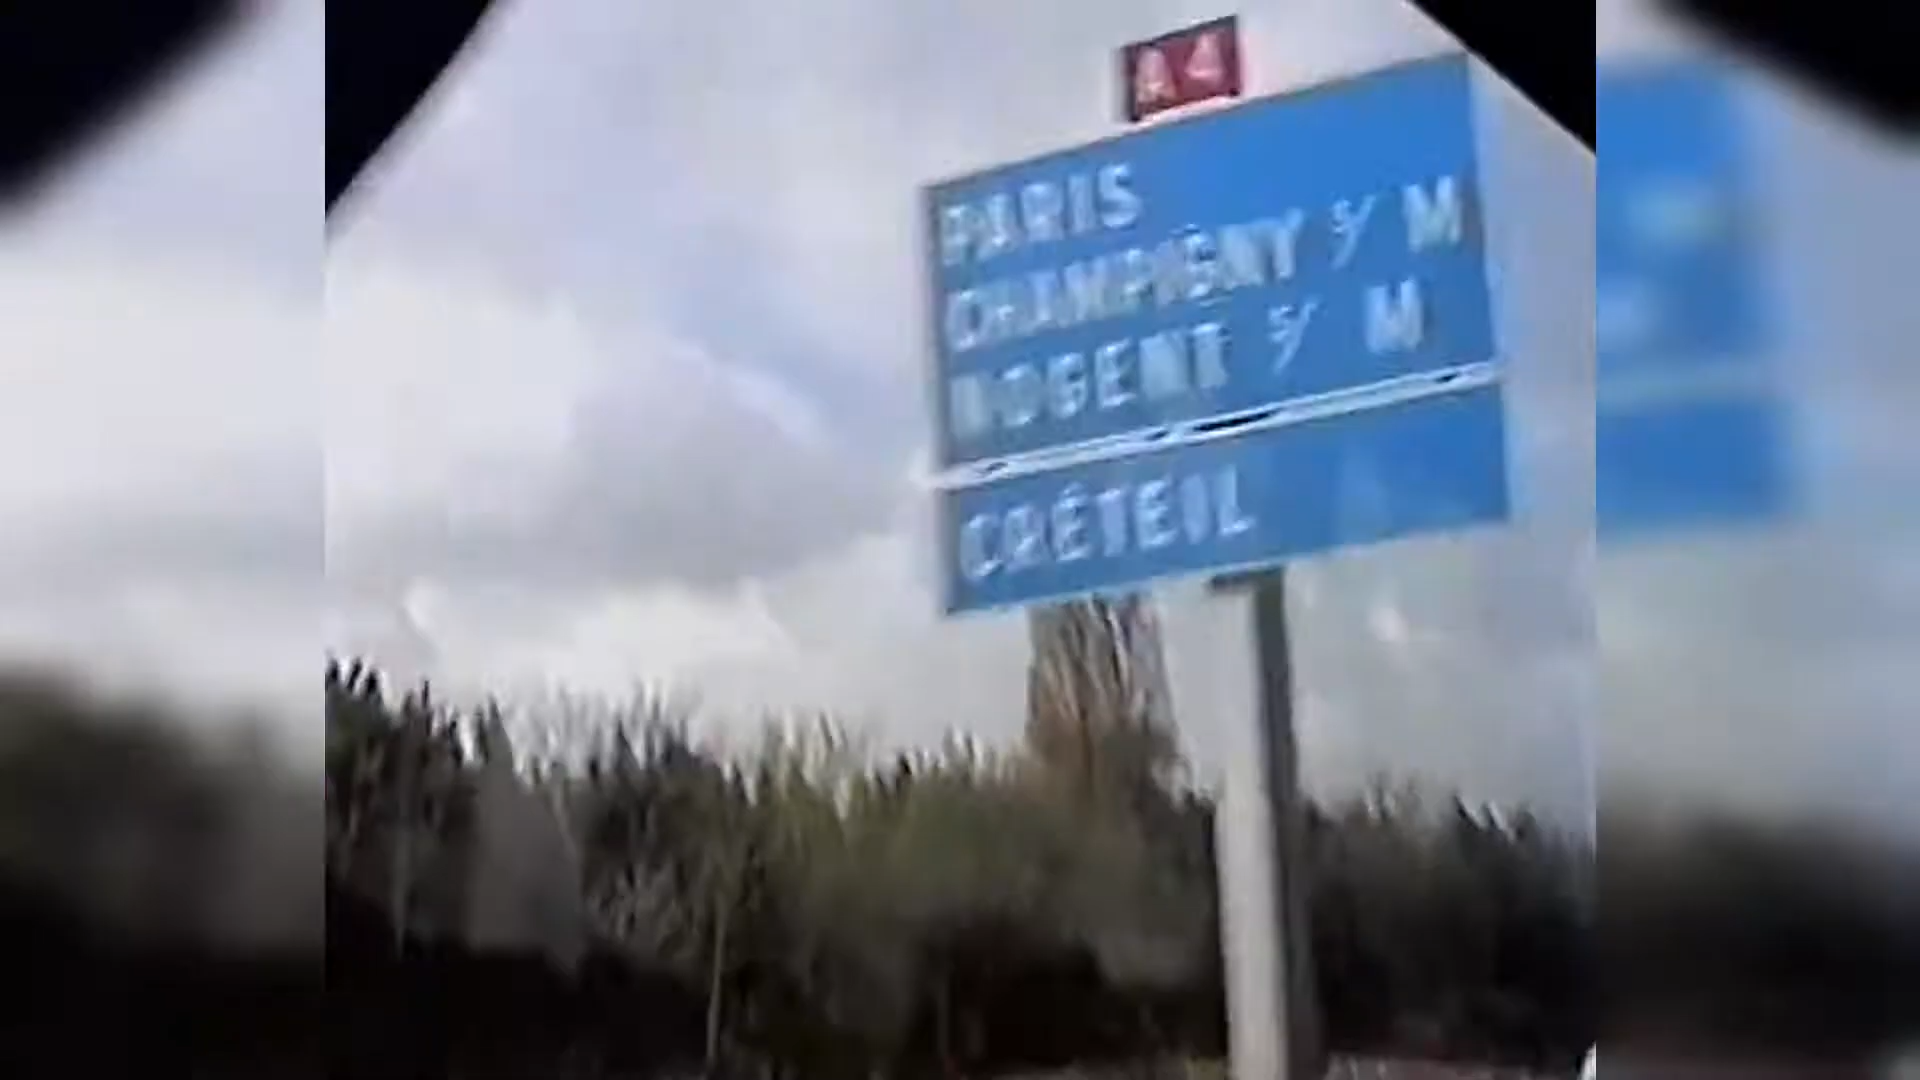 A4
PARIS
CHAMPIGNY s/ M
NOGENT s/ M
CRÉTEIL